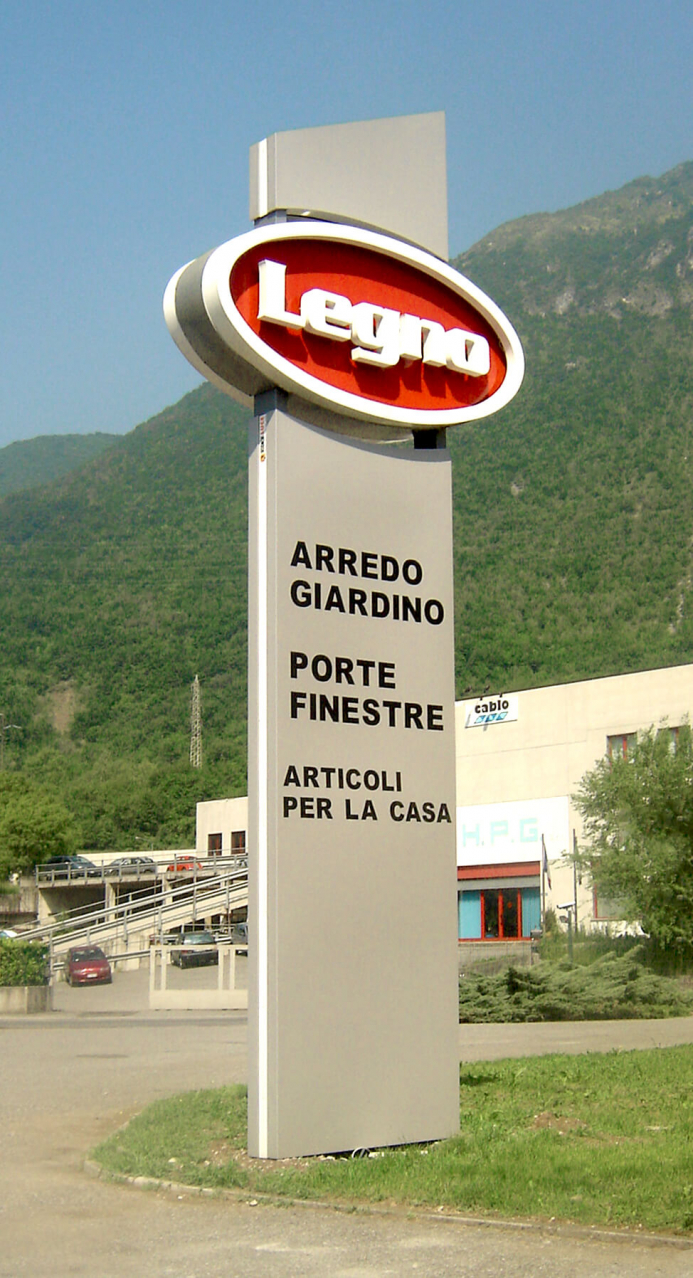 Legno
ARREDO
GIARDINO
PORTE
FINESTRE
ARTICOLI
PER LA CASA
cablo
H.P.G